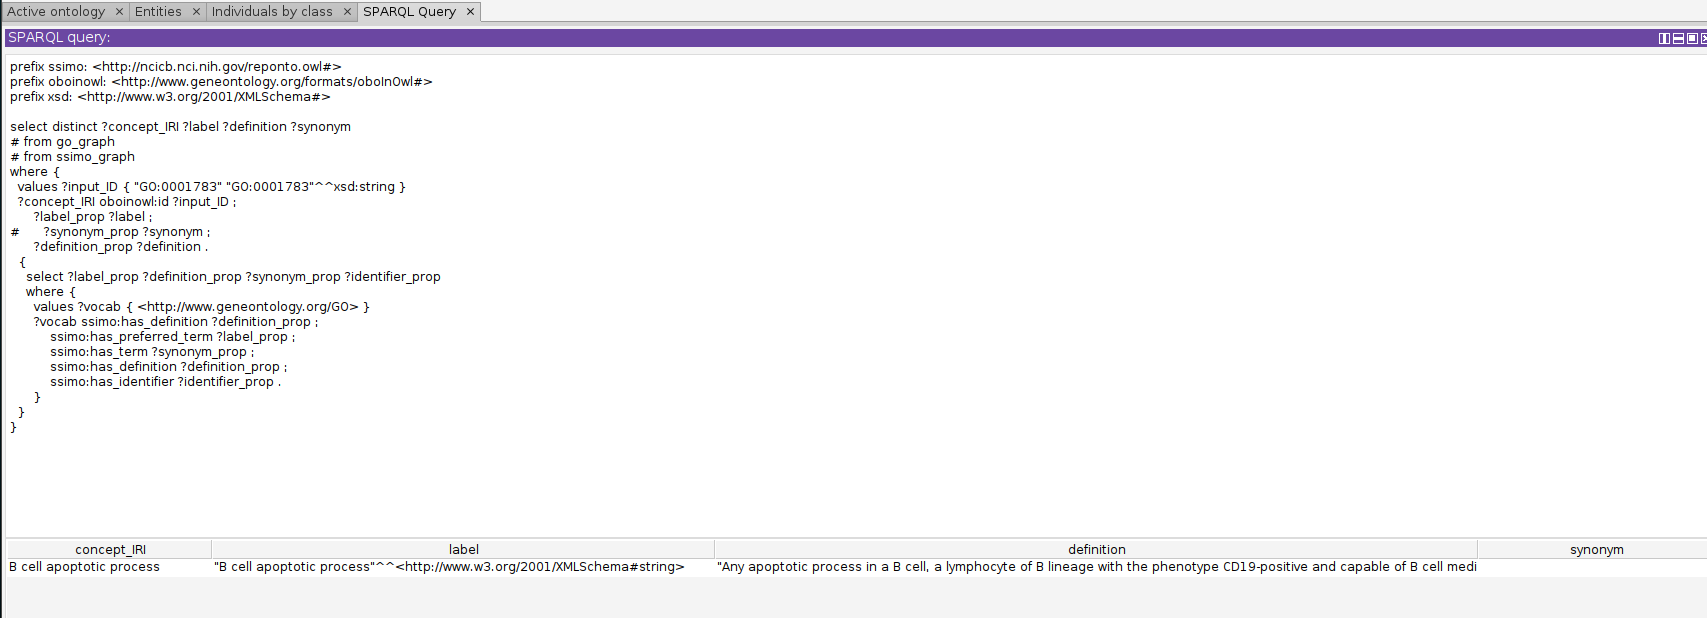 Active ontology × Entities × Individuals by class × SPARQL Query ×
SPARQL query:
prefix ssimo: <http://ncicb.nci.nih.gov/reponto.owl#>
prefix oboinowl: <http://www.geneontology.org/formats/oboInOwl#>
prefix xsd: <http://www.w3.org/2001/XMLSchema#>
select distinct ?concept_IRI ?label ?definition ?synonym
# from go_graph
# from ssimo_graph
where {
values ?input_ID { "GO:0001783" "GO:0001783"^^xsd:string }
?concept_IRI oboinowl:id ?input_ID ;
?label_prop ?label ;
# ?synonym_prop ?synonym ;
?definition_prop ?definition .
{
select ?label_prop ?definition_prop ?synonym_prop ?identifier_prop
where {
values ?vocab { <http://www.geneontology.org/GO> }
?vocab ssimo:has_definition ?definition_prop ;
ssimo:has_preferred_term ?label_prop ;
ssimo:has_term ?synonym_prop ;
ssimo:has_definition ?definition_prop ;
ssimo:has_identifier ?identifier_prop .
}
}
}
concept_IRI label definition synonym
B cell apoptotic process "B cell apoptotic process"^^<http://www.w3.org/2001/XMLSchema#string> "Any apoptotic process in a B cell, a lymphocyte of B lineage with the phenotype CD19-positive and capable of B cell medi